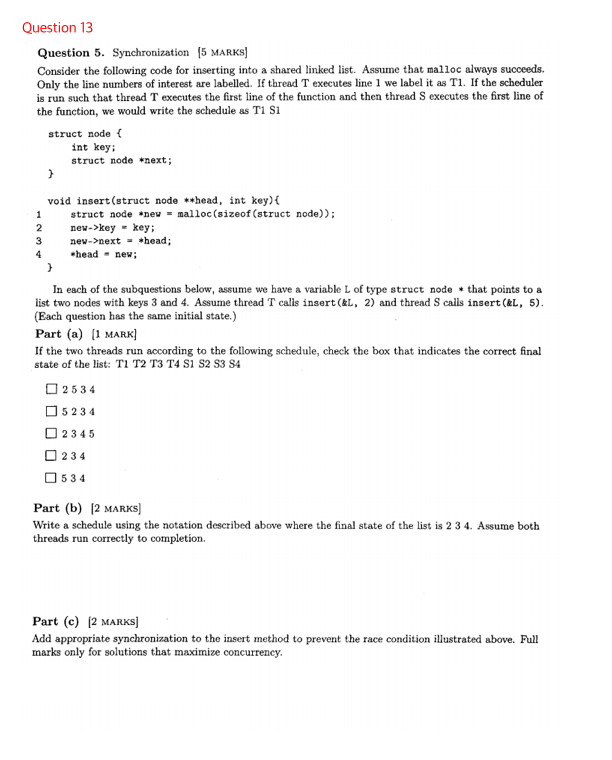 Question 13
Question 5. Synchronization [5 MARKS]
Consider the following code for inserting into a shared linked list. Assume that malloc always succeeds.
Only the line numbers of interest are labelled. If thread T executes line 1 we label it as T1. If the scheduler
is run such that thread T executes the first line of the function and then thread S executes the first line of
the function, we would write the schedule as T1 S1
struct node {
int key;
struct node *next;
}
void insert(struct node **head, int key){
1 struct node *new = malloc(sizeof(struct node));
2 new->key = key;
3 new->next = *head;
4 *head = new;
}
In each of the subquestions below, assume we have a variable L of type struct node * that points to a
list two nodes with keys 3 and 4. Assume thread T calls insert(&L, 2) and thread S calls insert(&L, 5).
(Each question has the same initial state.)
Part (a) [1 MARK]
If the two threads run according to the following schedule, check the box that indicates the correct final
state of the list: T1 T2 T3 T4 S1 S2 S3 S4
☐ 2 5 3 4
☐ 5 2 3 4
☐ 2 3 4 5
☐ 2 3 4
☐ 5 3 4
Part (b) [2 MARKS]
Write a schedule using the notation described above where the final state of the list is 2 3 4. Assume both
threads run correctly to completion.
Part (c) [2 MARKS]
Add appropriate synchronization to the insert method to prevent the race condition illustrated above. Full
marks only for solutions that maximize concurrency.